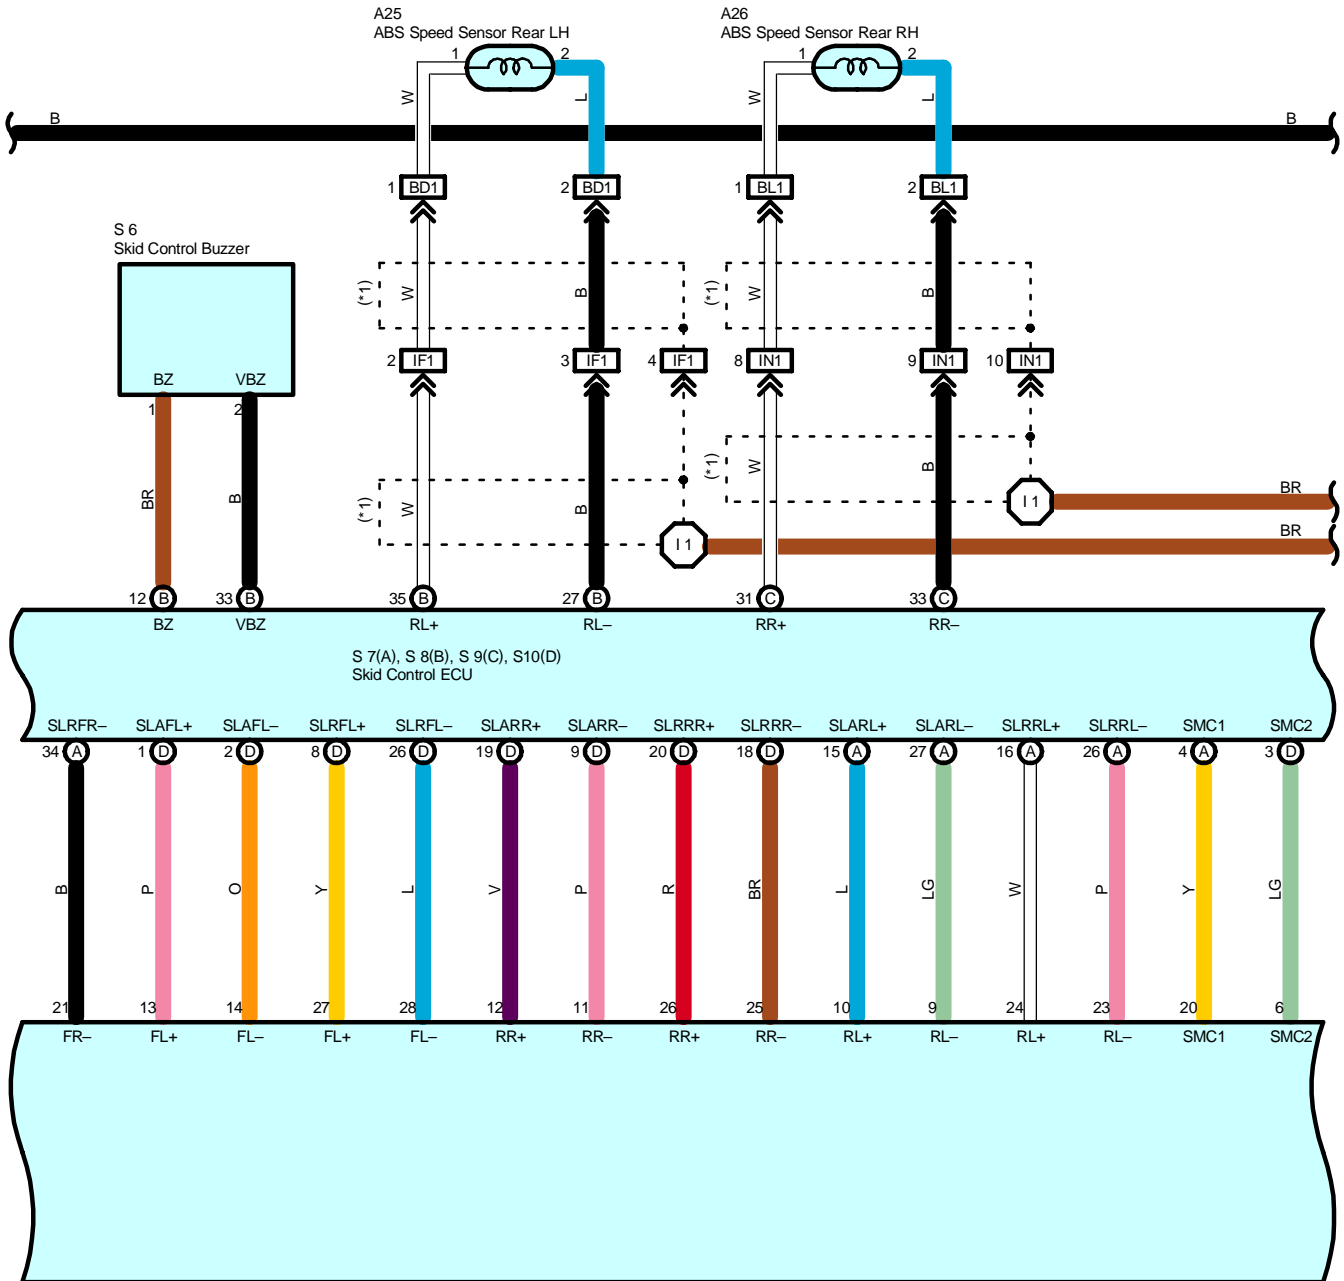 A25
ABS Speed Sensor Rear LH
A26
ABS Speed Sensor Rear RH
1 2 1 2
W L W L
B B
1 BD1 2 BD1 1 BL1 2 BL1
S 6
Skid Control Buzzer
(*1) W B (*1) W B
2 IF1 3 IF1 4 IF1 8 IN1 9 IN1 10 IN1
BZ VBZ
1 2
(*1) W B
BR B (*1) W B
I 1 BR
I 1 BR
12 B 33 B 35 B 27 B 31 C 33 C
BZ VBZ RL+ RL– RR+ RR–
S 7(A), S 8(B), S 9(C), S10(D)
Skid Control ECU
SLRFR– SLAFL+ SLAFL– SLRFL+ SLRFL– SLARR+ SLARR– SLRRR+ SLRRR– SLARL+ SLARL– SLRRL+ SLRRL– SMC1 SMC2
34 A 1 D 2 D 8 D 26 D 19 D 9 D 20 D 18 D 15 A 27 A 16 A 26 A 4 A 3 D
B P O Y L V P R BR L LG W P Y LG
21 13 14 27 28 12 11 26 25 10 9 24 23 20 6
FR– FL+ FL– FL+ FL– RR+ RR– RR+ RR– RL+ RL– RL+ RL– SMC1 SMC2